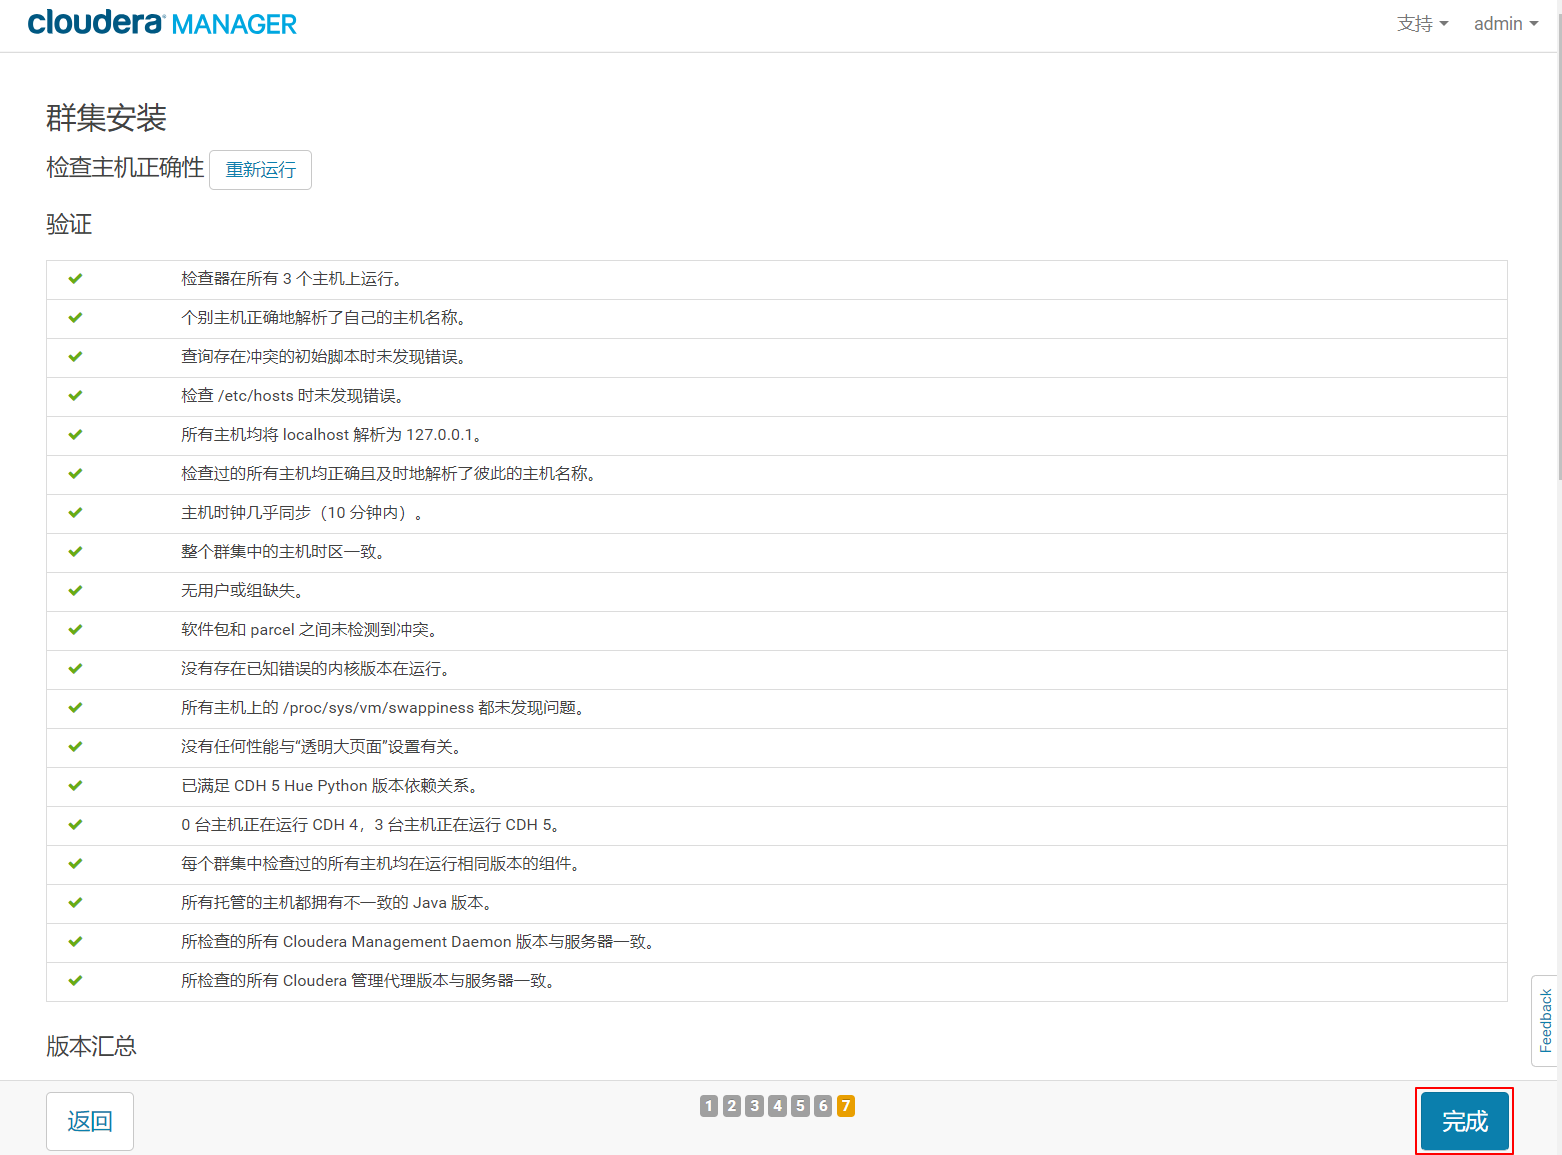 cloudera MANAGER
支持 admin
群集安装
检查主机正确性 重新运行
验证
检查器在所有 3 个主机上运行。
个别主机正确地解析了自己的主机名称。
查询存在冲突的初始脚本时未发现错误。
检查 /etc/hosts 时未发现错误。
所有主机均将 localhost 解析为 127.0.0.1。
检查过的所有主机均正确且及时地解析了彼此的主机名称。
主机时钟几乎同步（10 分钟内）。
整个群集中的主机时区一致。
无用户或组缺失。
软件包和 parcel 之间未检测到冲突。
没有存在已知错误的内核版本在运行。
所有主机上的 /proc/sys/vm/swappiness 都未发现问题。
没有任何性能与“透明大页面”设置有关。
已满足 CDH 5 Hue Python 版本依赖关系。
0 台主机正在运行 CDH 4，3 台主机正在运行 CDH 5。
每个群集中检查过的所有主机均在运行相同版本的组件。
所有托管的主机都拥有不一致的 Java 版本。
所检查的所有 Cloudera Management Daemon 版本与服务器一致。
所检查的所有 Cloudera 管理代理版本与服务器一致。
Feedback
版本汇总
返回 1 2 3 4 5 6 7 完成